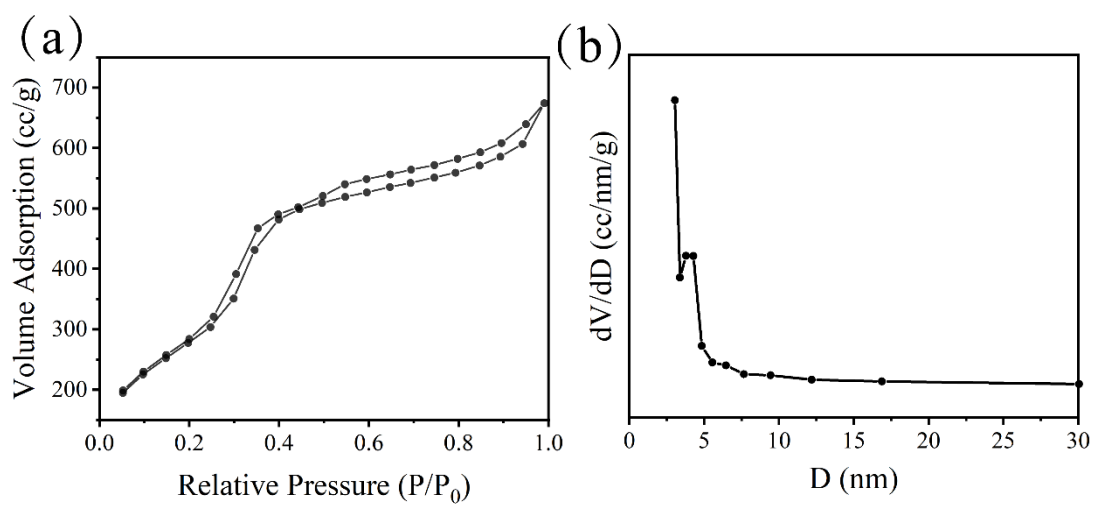 (a)
Volume Adsorption (cc/g)
700
600
500
400
300
200
0.0 0.2 0.4 0.6 0.8 1.0
Relative Pressure (P/P₀)
(b)
dV/dD (cc/nm/g)
0 5 10 15 20 25 30
D (nm)